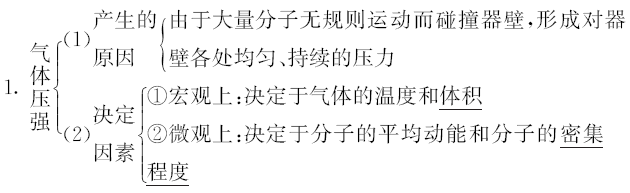 1. 气体压强
(1) 产生的原因
由于大量分子无规则运动而碰撞器壁,形成对器
壁各处均匀、持续的压力
(2) 决定因素
①宏观上:决定于气体的温度和体积
②微观上:决定于分子的平均动能和分子的密集
程度